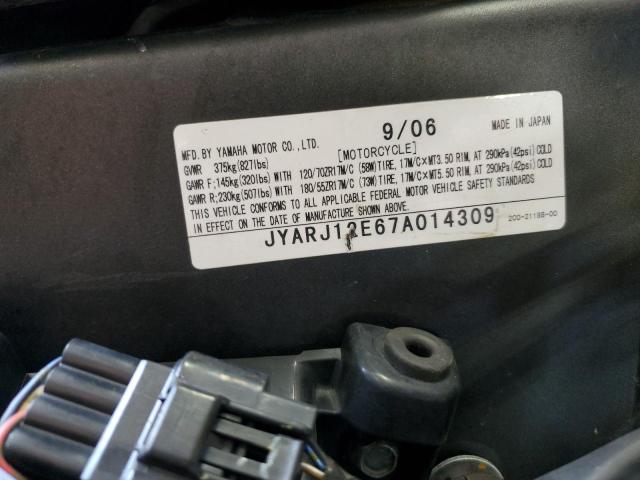 9/06 MADE IN JAPAN
MFD. BY YAMAHA MOTOR CO.,LTD. [MOTORCYCLE]
GVWR 375kg(827lbs)
GAWR F;145kg(320lbs)WITH 120/70ZR17M/C (58W)TIRE, 17M/C×MT3.50 RIM, AT 290kPa(42psi)COLD
GAWR R;230kg(507lbs)WITH 180/55ZR17M/C (73W)TIRE, 17M/C×MT5.50 RIM, AT 290kPa(42psi)COLD
THIS VEHICLE CONFORMS TO ALL APPLICABLE FEDERAL MOTOR VEHICLE SAFETY STANDARDS
IN EFFECT ON THE DATE OF MANUFACTURE SHOWN ABOVE.
JYARJ12E67A014309 2D0-2118B-00